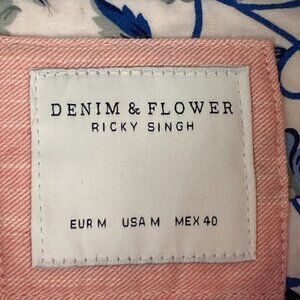 DENIM & FLOWER
RICKY SINGH
EUR M USA M MEX 40